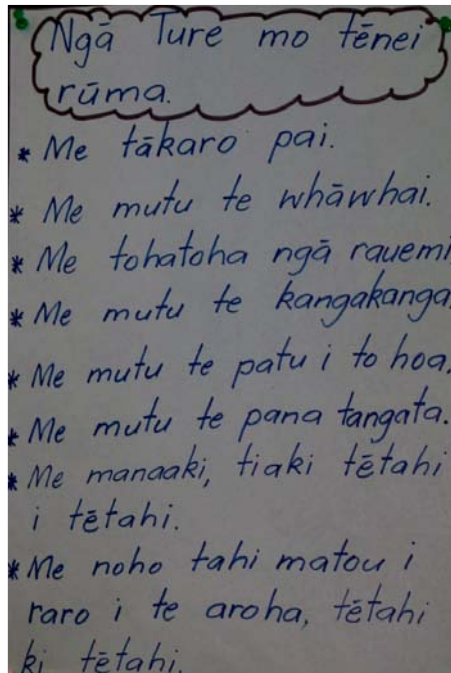 Ngā Ture mo tēnei
rūma.
* Me tākaro pai.
* Me mutu te whāwhai.
* Me tohatoha ngā rauemi
* Me mutu te kangakanga.
* Me mutu te patu i to hoa.
* Me mutu te pana tangata.
* Me manaaki, tiaki tētahi
i tētahi.
* Me noho tahi matou i
raro i te aroha, tētahi
ki tētahi.